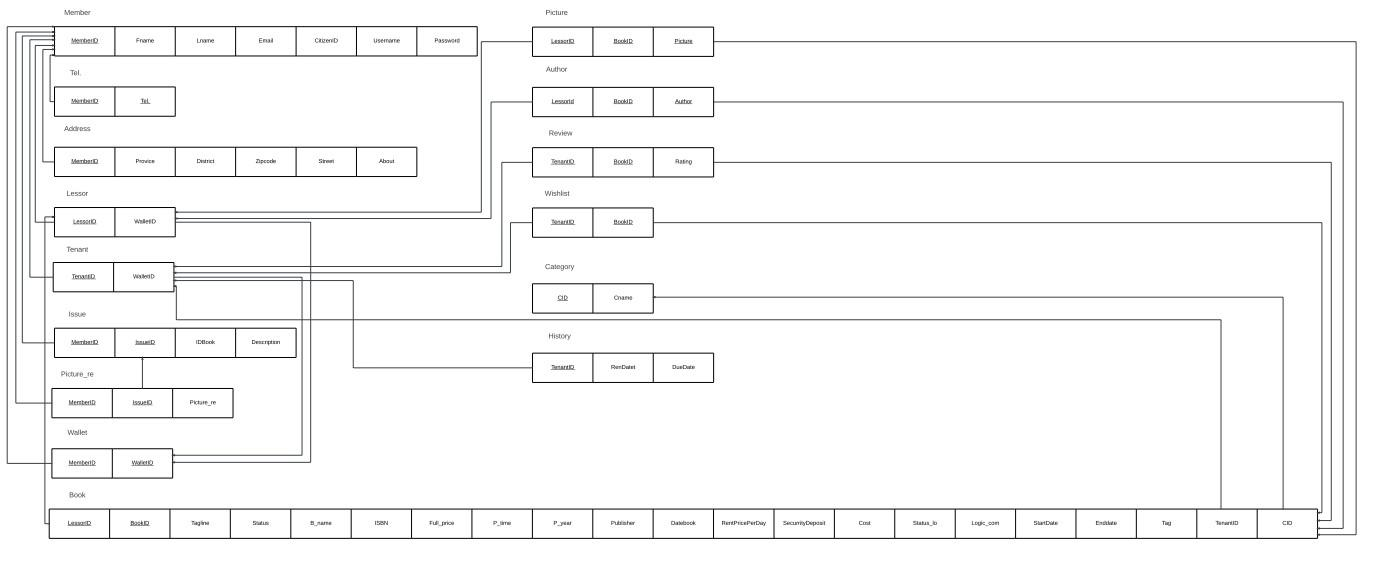 Member
MemberID Fname Lname Email CitizenID Username Password
Tel.
MemberID Tel.
Address
MemberID Provice District Zipcode Street About
Lessor
LessorID WalletID
Tenant
TenantID WalletID
Issue
MemberID IssueID IDBook Description
Picture_re
MemberID IssueID Picture_re
Wallet
MemberID WalletID
Picture
LessorID BookID Picture
Author
LessorId BookID Author
Review
TenantID BookID Rating
Wishlist
TenantID BookID
Category
CID Cname
History
TenantID RenDatet DueDate
Book
LessorID BookID Tagline Status B_name ISBN Full_price P_time P_year Publisher Datebook RentPricePerDay SecurrityDeposit Cost Status_lo Logic_com StartDate Enddate Tag TenantID CID